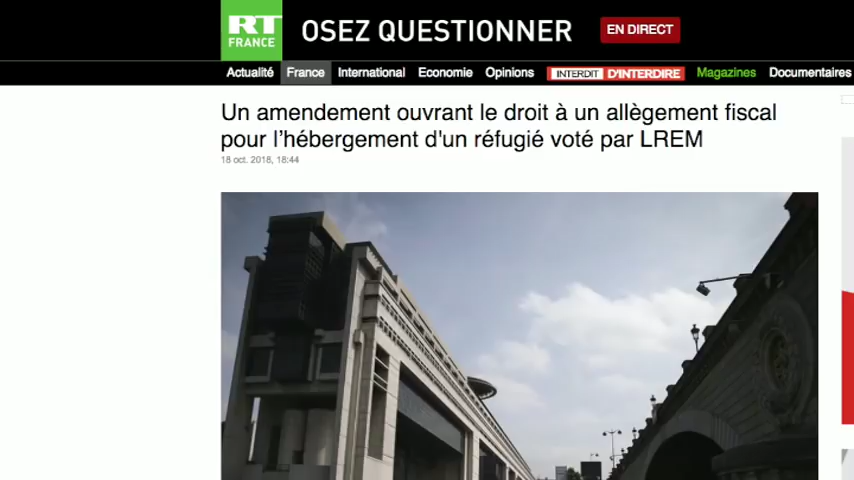 RT
FRANCE
OSEZ QUESTIONNER
EN DIRECT
Actualité France International Economie Opinions INTERDIT D'INTERDIRE Magazines Documentaires
Un amendement ouvrant le droit à un allègement fiscal
pour l'hébergement d'un réfugié voté par LREM
18 oct. 2018, 18:44